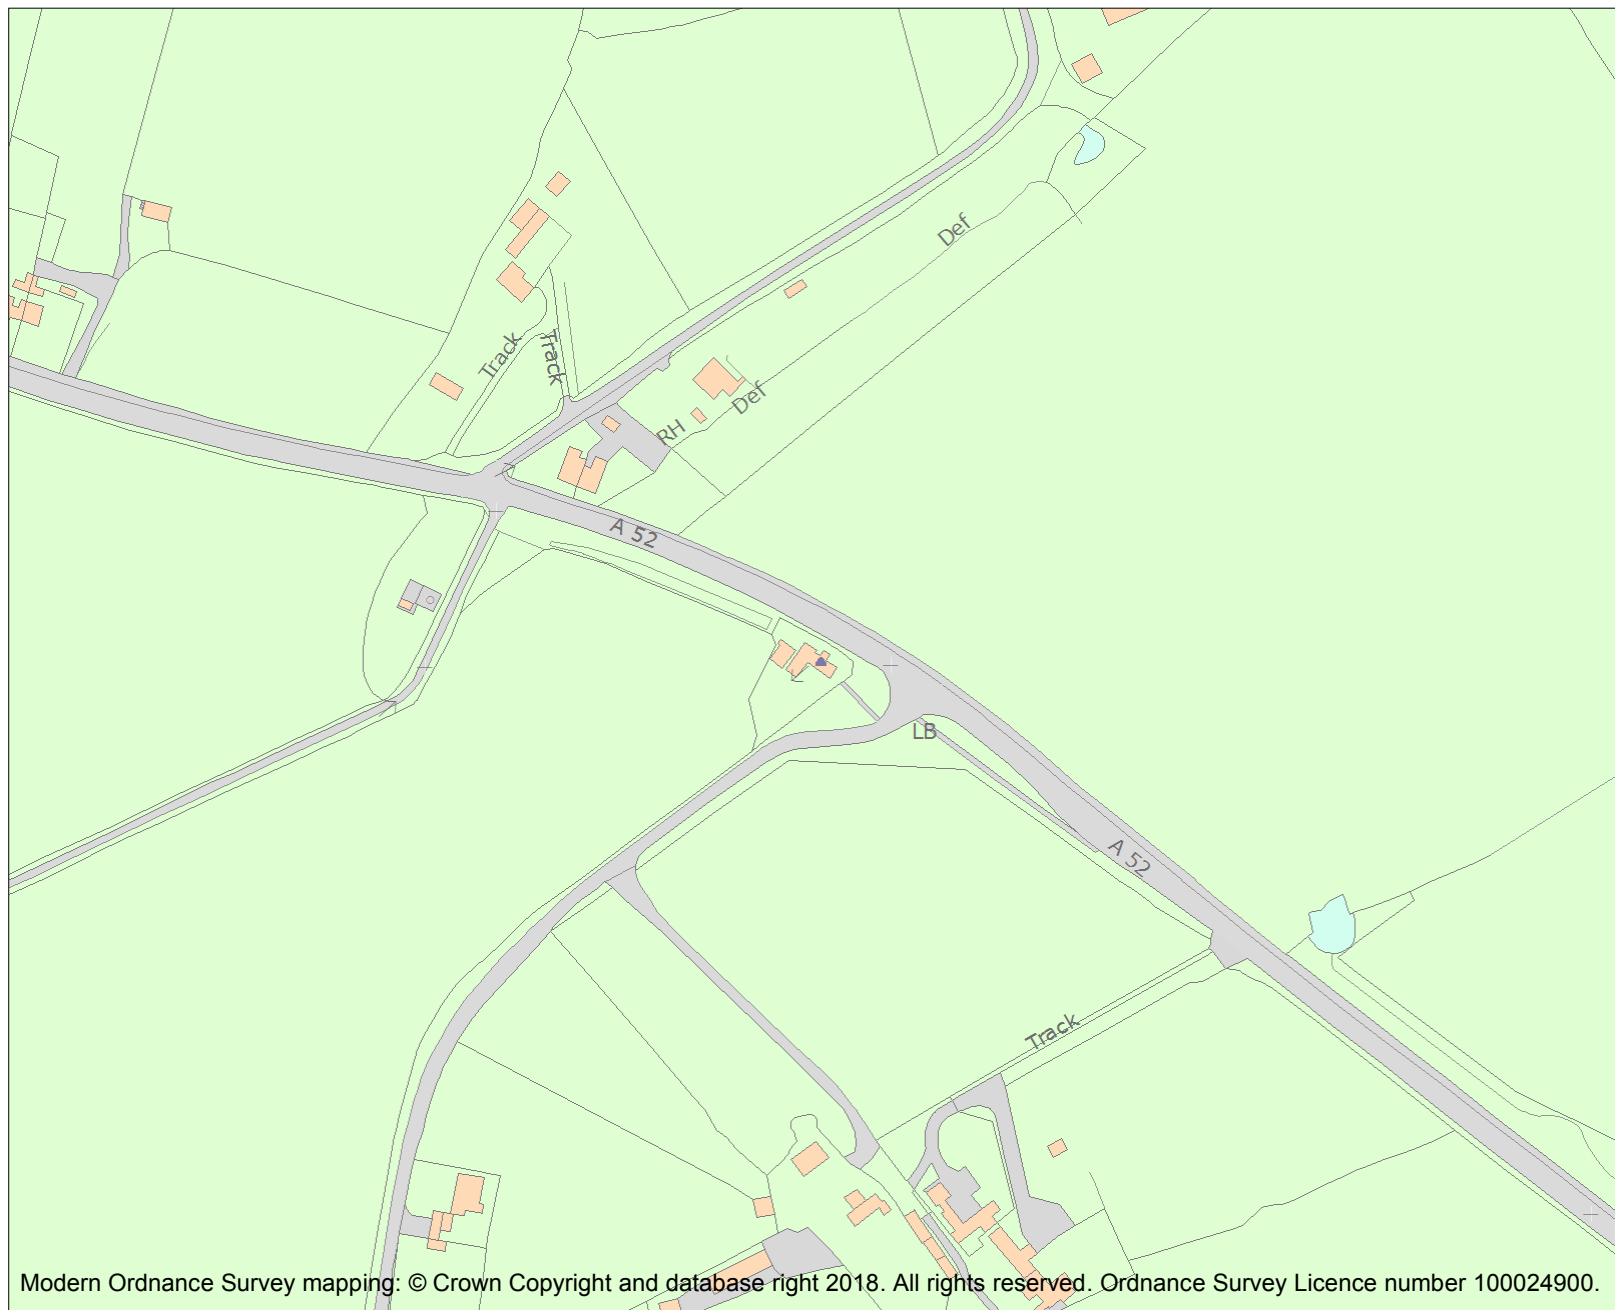 Def
Track
Track
Def
RH
A 52
LB
A 52
Track
Modern Ordnance Survey mapping: © Crown Copyright and database right 2018. All rights reserved. Ordnance Survey Licence number 100024900.